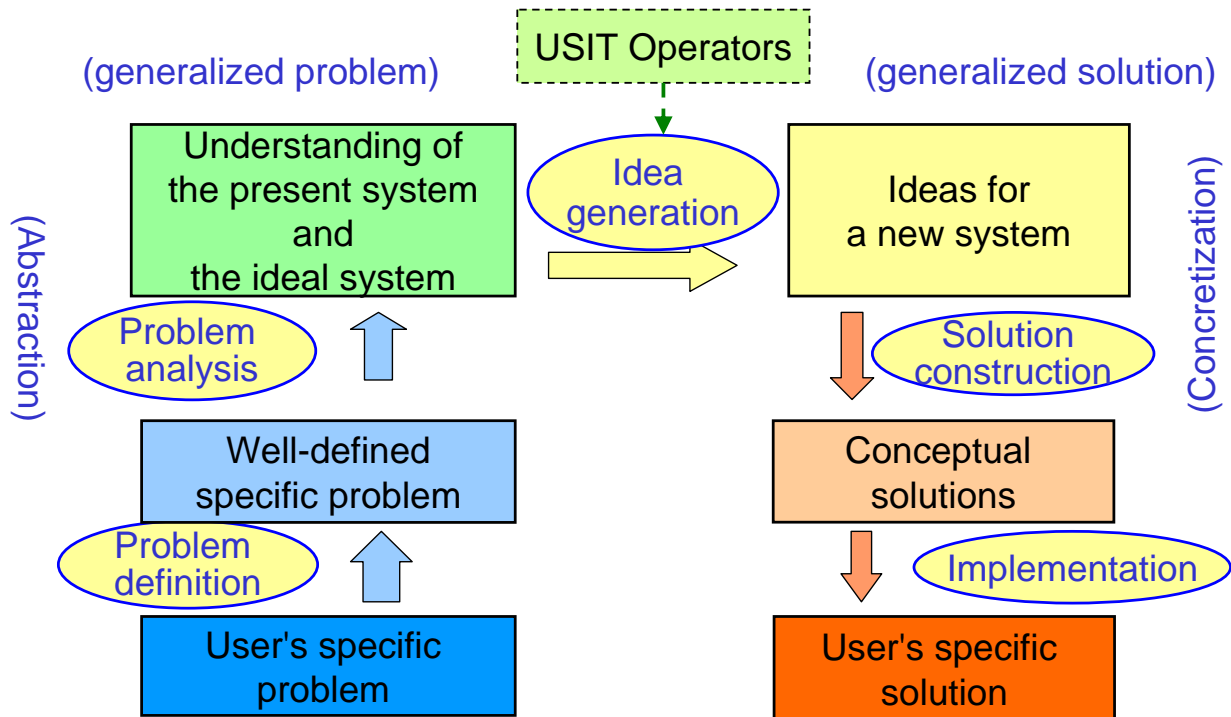 USIT Operators
(generalized problem)
(generalized solution)
Understanding of
the present system
and
the ideal system
Idea
generation
Ideas for
a new system
(Abstraction)
(Concretization)
Problem
analysis
Solution
construction
Well-defined
specific problem
Conceptual
solutions
Problem
definition
Implementation
User's specific
problem
User's specific
solution